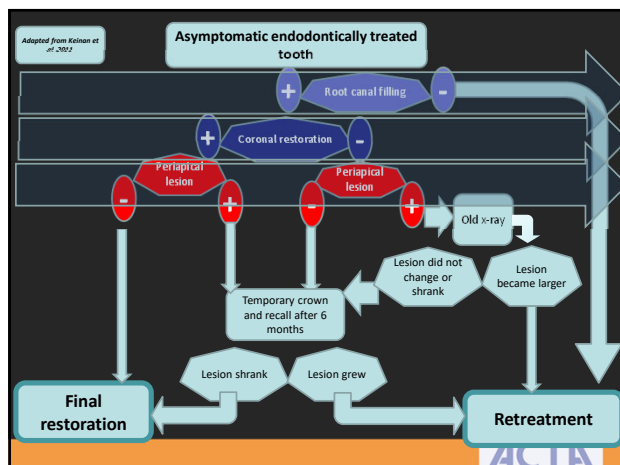 Adapted from Keinan et
al 2022
Asymptomatic endodontically treated
tooth
+
Root canal filling
-
+
Coronal restoration
-
Periapical
lesion
Periapical
lesion
-
+
-
+
Old x-ray
Lesion did not
change or
shrank
Lesion
became larger
Temporary crown
and recall after 6
months
Lesion shrank
Lesion grew
Final
restoration
Retreatment
ACTA